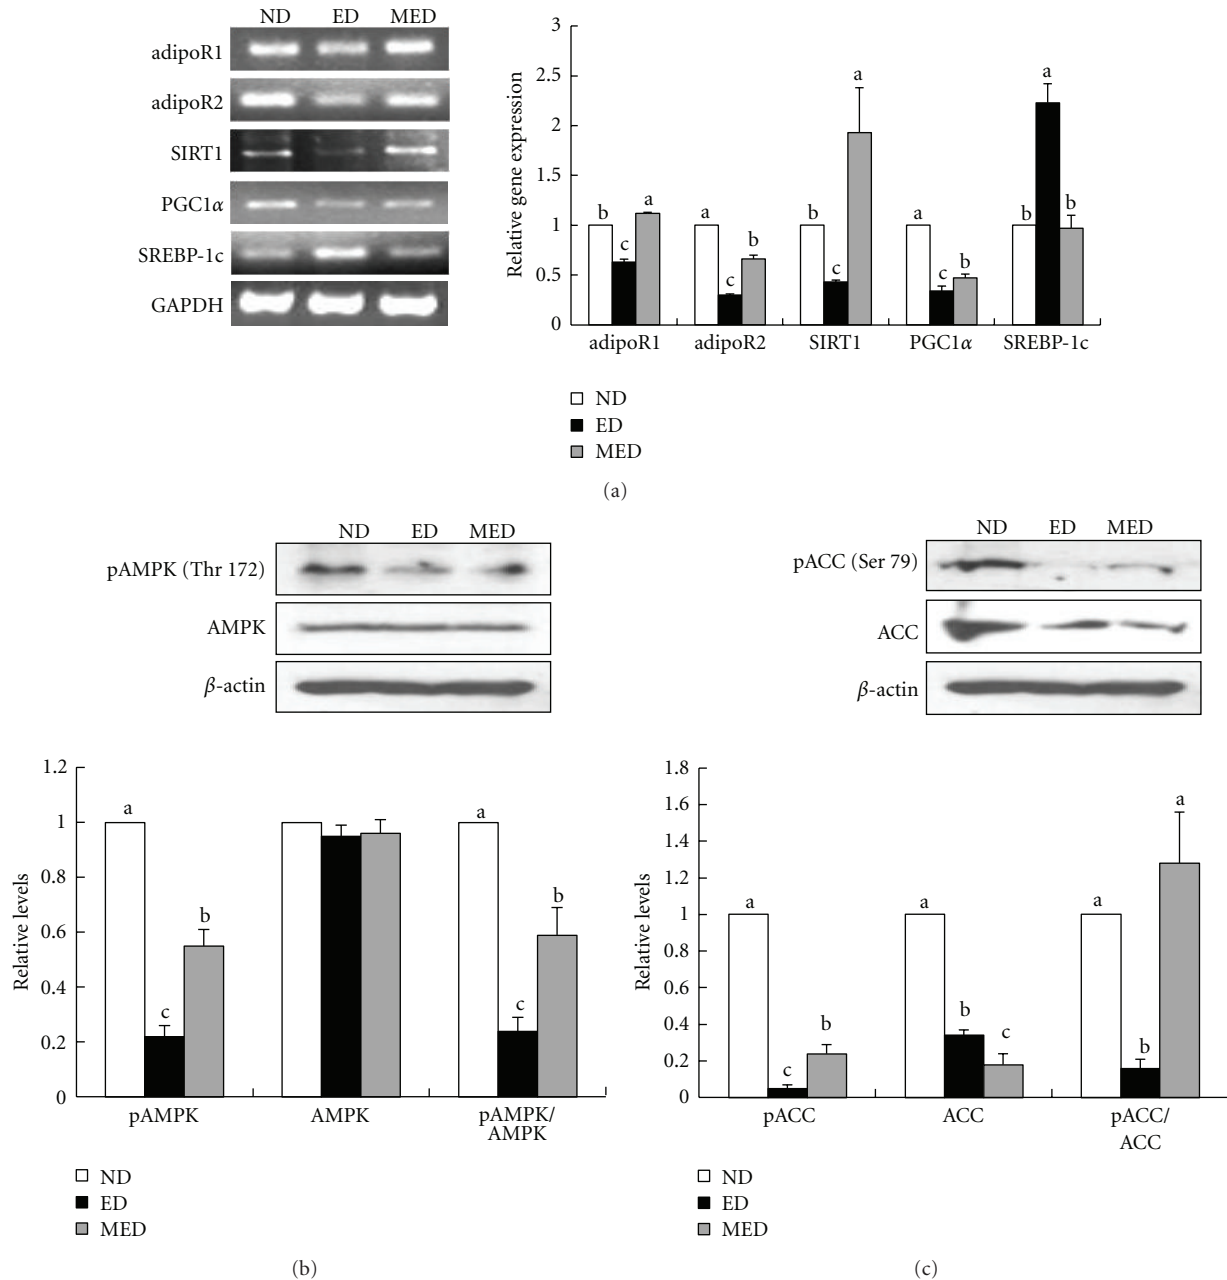 ND ED MED
adipoR1
adipoR2
SIRT1
PGC1α
SREBP-1c
GAPDH
3
2.5
2
1.5
1
0.5
0
Relative gene expression
b c a
a c b
b c a
a c b
b a b
adipoR1 adipoR2 SIRT1 PGC1α SREBP-1c
ND
ED
MED
(a)
ND ED MED
pAMPK (Thr 172)
AMPK
β-actin
1.2
1
0.8
0.6
0.4
0.2
0
Relative levels
a c b
a c b
pAMPK AMPK pAMPK/
AMPK
ND
ED
MED
(b)
ND ED MED
pACC (Ser 79)
ACC
β-actin
1.8
1.6
1.4
1.2
1
0.8
0.6
0.4
0.2
0
Relative levels
a c b
a b c
a b a
pACC ACC pACC/
ACC
ND
ED
MED
(c)